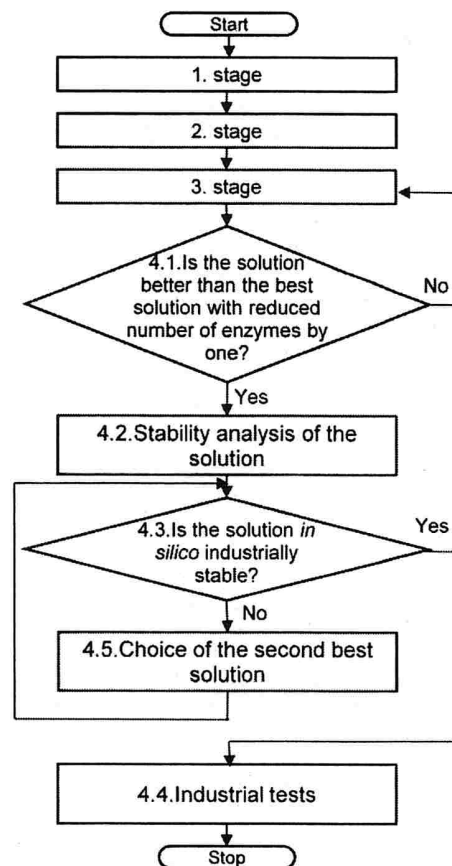 Start
1. stage
2. stage
3. stage
4.1.Is the solution
better than the best
solution with reduced
number of enzymes by
one?
No
Yes
4.2.Stability analysis of the
solution
4.3.Is the solution in
silico industrially
stable?
Yes
No
4.5.Choice of the second best
solution
4.4.Industrial tests
Stop